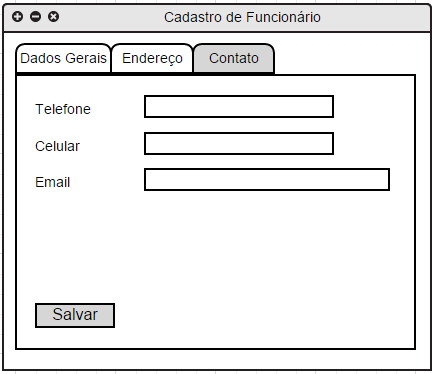 Cadastro de Funcionário
Dados Gerais Endereço Contato
Telefone
Celular
Email
Salvar